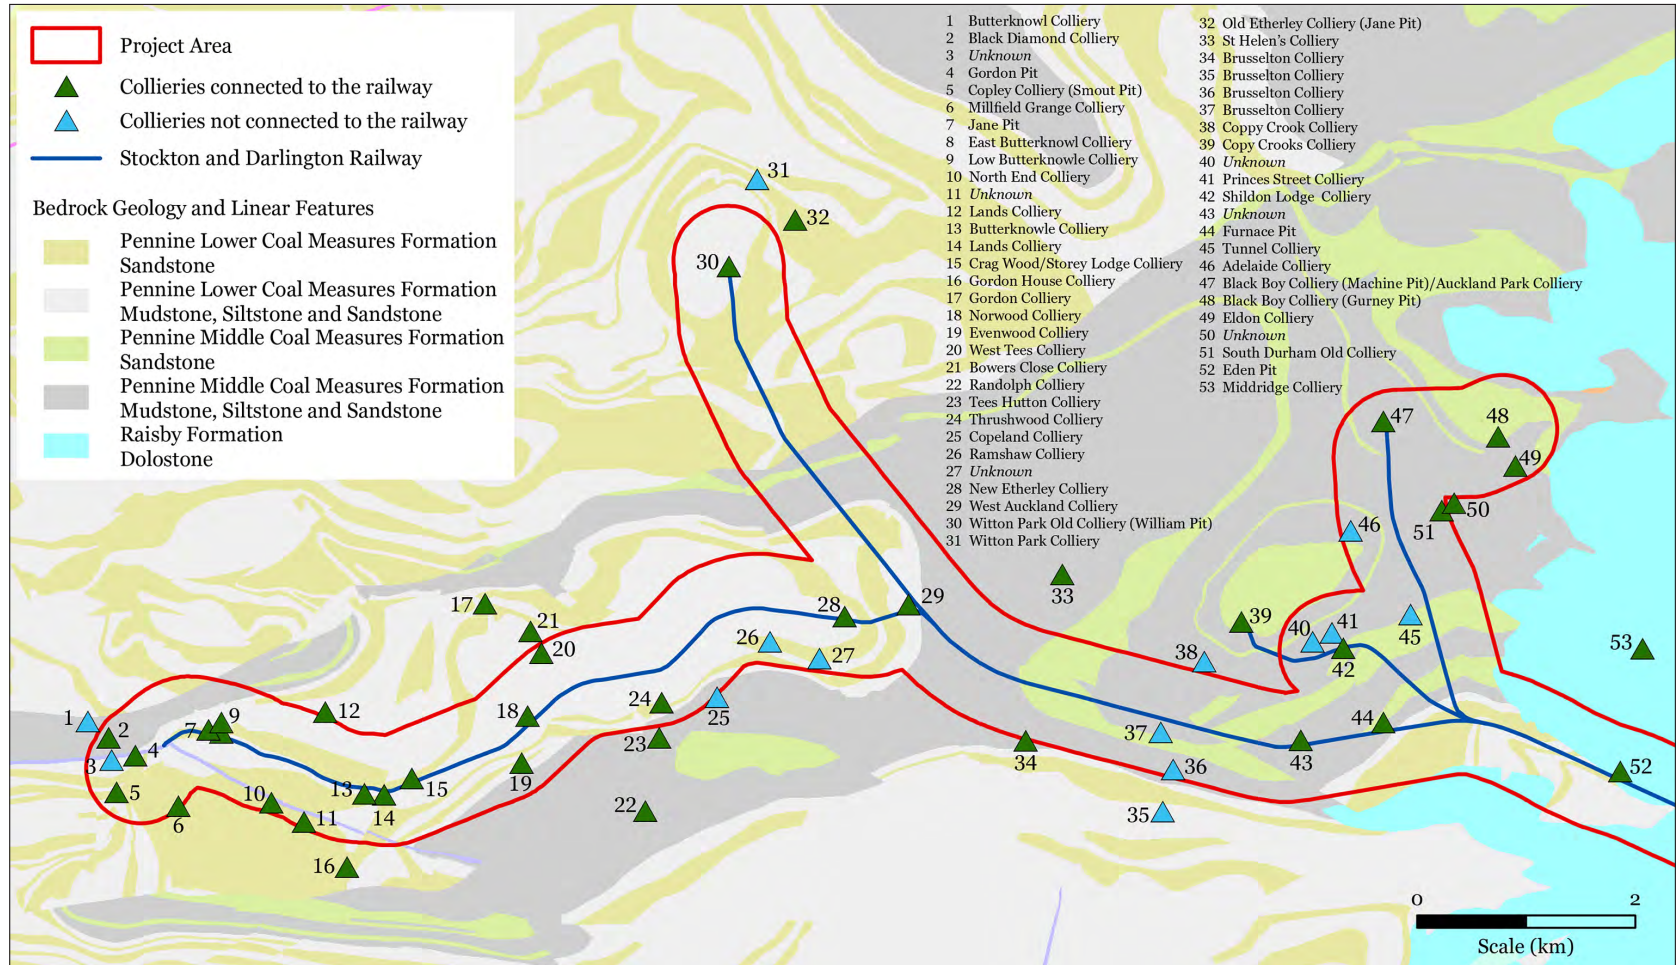 Project Area
Collieries connected to the railway
Collieries not connected to the railway
Stockton and Darlington Railway
Bedrock Geology and Linear Features
Pennine Lower Coal Measures Formation
Sandstone
Pennine Lower Coal Measures Formation
Mudstone, Siltstone and Sandstone
Pennine Middle Coal Measures Formation
Sandstone
Pennine Middle Coal Measures Formation
Mudstone, Siltstone and Sandstone
Raisby Formation
Dolostone
1 Butterknowl Colliery
2 Black Diamond Colliery
3 Unknown
4 Gordon Pit
5 Copley Colliery (Smout Pit)
6 Millfield Grange Colliery
7 Jane Pit
8 East Butterknowl Colliery
9 Low Butterknowle Colliery
10 North End Colliery
11 Unknown
12 Lands Colliery
13 Butterknowle Colliery
14 Lands Colliery
15 Crag Wood/Storey Lodge Colliery
16 Gordon House Colliery
17 Gordon Colliery
18 Norwood Colliery
19 Evenwood Colliery
20 West Tees Colliery
21 Bowers Close Colliery
22 Randolph Colliery
23 Tees Hutton Colliery
24 Thrushwood Colliery
25 Copeland Colliery
26 Ramshaw Colliery
27 Unknown
28 New Etherley Colliery
29 West Auckland Colliery
30 Witton Park Old Colliery (William Pit)
31 Witton Park Colliery
32 Old Etherley Colliery (Jane Pit)
33 St Helen's Colliery
34 Brusselton Colliery
35 Brusselton Colliery
36 Brusselton Colliery
37 Brusselton Colliery
38 Coppy Crook Colliery
39 Copy Crooks Colliery
40 Unknown
41 Princes Street Colliery
42 Shildon Lodge Colliery
43 Unknown
44 Furnace Pit
45 Tunnel Colliery
46 Adelaide Colliery
47 Black Boy Colliery (Machine Pit)/Auckland Park Colliery
48 Black Boy Colliery (Gurney Pit)
49 Eldon Colliery
50 Unknown
51 South Durham Old Colliery
52 Eden Pit
53 Middridge Colliery
31
32
30
47
48
49
50
51
46
33
17
21
20
28
29
39
40
41
45
42
53
26
27
38
24
25
1
2
9
7
12
18
4
3
23
37
44
34
43
36
52
19
5
6
10
11
13
14
15
22
35
16
0
2
Scale (km)